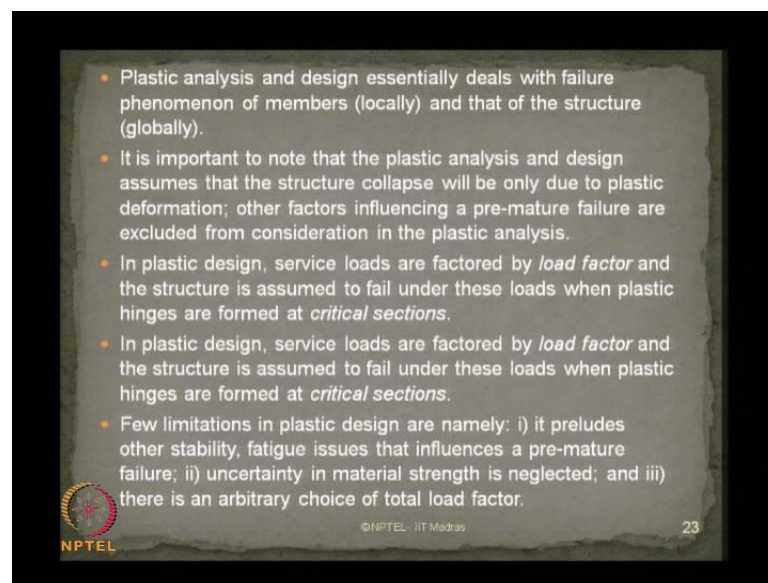 • Plastic analysis and design essentially deals with failure
phenomenon of members (locally) and that of the structure
(globally).
• It is important to note that the plastic analysis and design
assumes that the structure collapse will be only due to plastic
deformation; other factors influencing a pre-mature failure are
excluded from consideration in the plastic analysis.
• In plastic design, service loads are factored by load factor and
the structure is assumed to fail under these loads when plastic
hinges are formed at critical sections.
• In plastic design, service loads are factored by load factor and
the structure is assumed to fail under these loads when plastic
hinges are formed at critical sections.
• Few limitations in plastic design are namely: i) it preludes
other stability, fatigue issues that influences a pre-mature
failure; ii) uncertainty in material strength is neglected; and iii)
there is an arbitrary choice of total load factor.
©NPTEL- IIT Madras
23
NPTEL